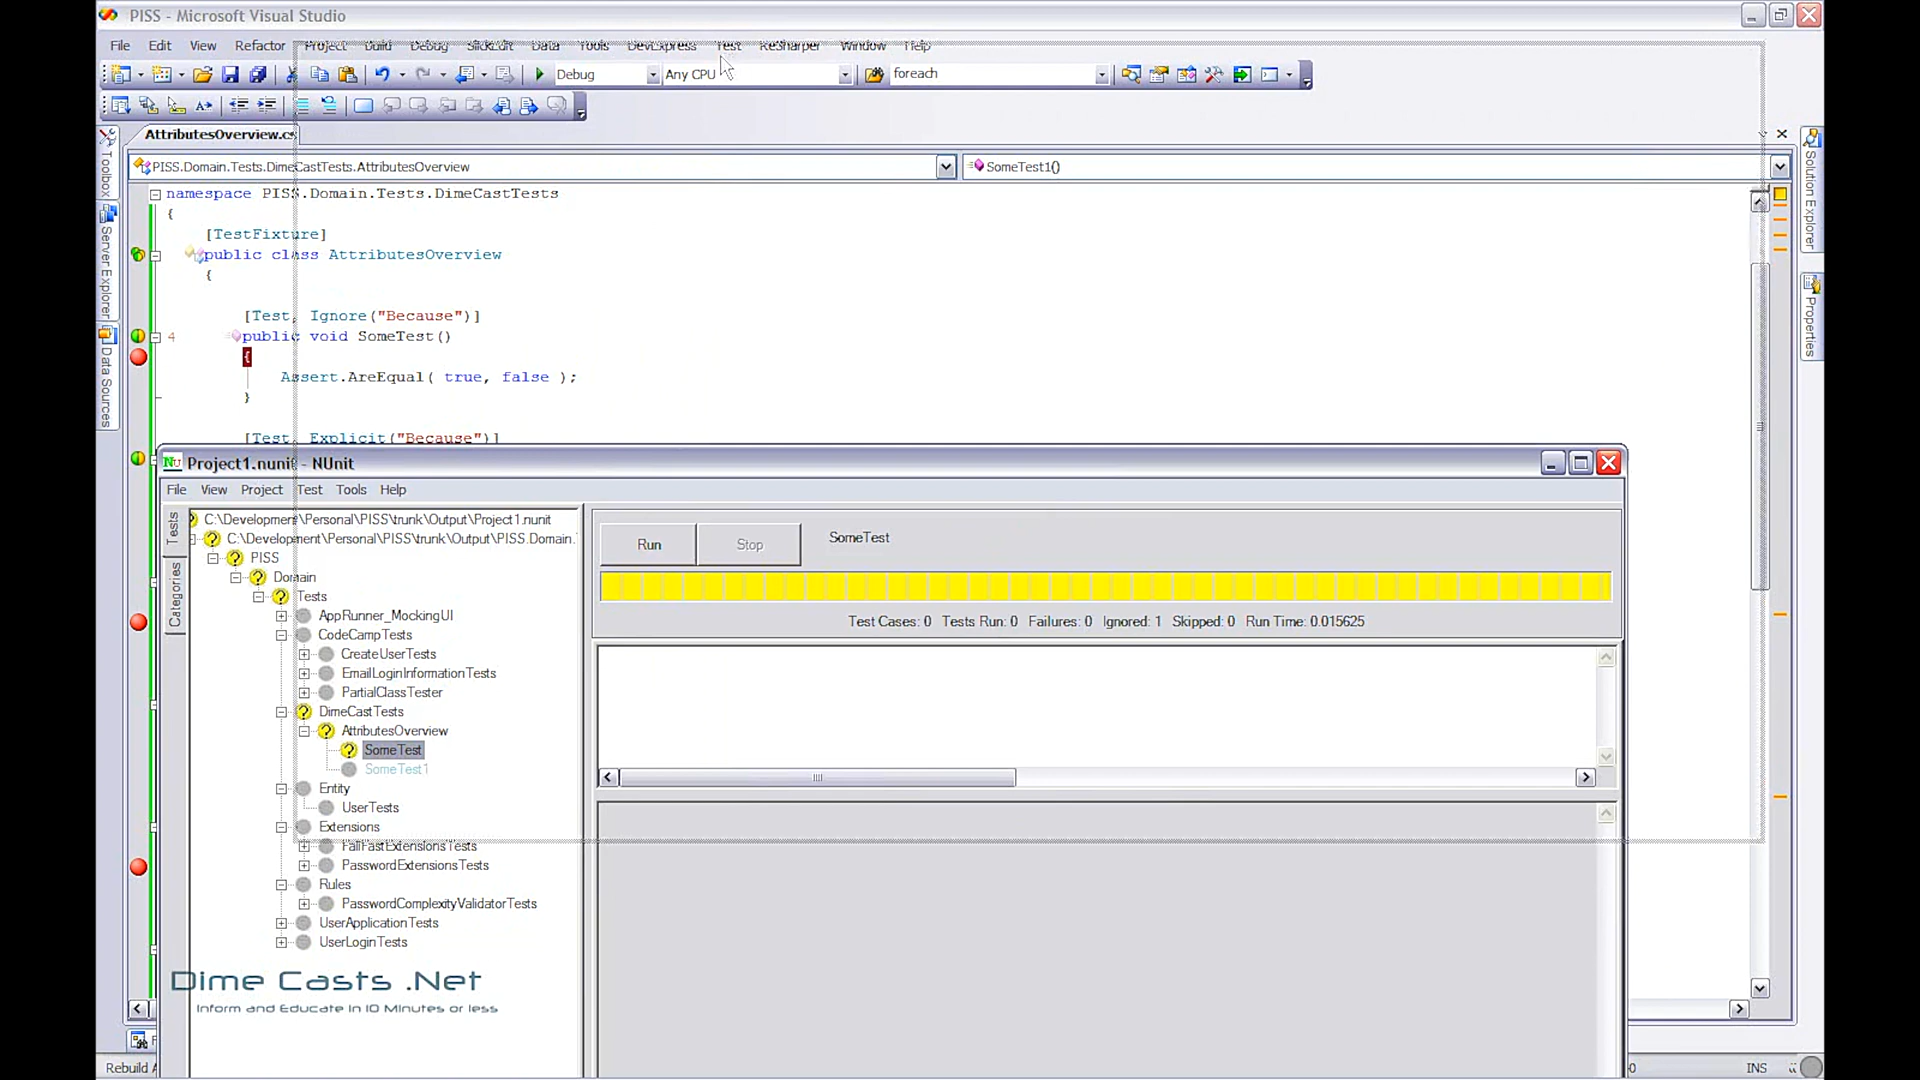 PISS - Microsoft Visual Studio
File Edit View Refactor Project Build Debug SlickEdit Data Tools DevExpress Test ReSharper Window Help
Debug Any CPU foreach
AttributesOverview.cs
PISS.Domain.Tests.DimeCastTests.AttributesOverview SomeTest1()
Toolbox
Server Explorer
Data Sources
Solution Explorer
Properties
namespace PISS.Domain.Tests.DimeCastTests
{
[TestFixture]
public class AttributesOverview
{
[Test, Ignore("Because")]
4 public void SomeTest()
{
Assert.AreEqual( true, false );
}
[Test, Explicit("Because")]
Project1.nunit - NUnit
File View Project Test Tools Help
Tests
Categories
C:\Development\Personal\PISS\trunk\Output\Project1.nunit
C:\Development\Personal\PISS\trunk\Output\PISS.Domain.
PISS
Domain
Tests
AppRunner_MockingUI
CodeCampTests
CreateUserTests
EmailLoginInformationTests
PartialClassTester
DimeCastTests
AttributesOverview
SomeTest
SomeTest1
Entity
UserTests
Extensions
FailFastExtensionsTests
PasswordExtensionsTests
Rules
PasswordComplexityValidatorTests
UserApplicationTests
UserLoginTests
Run Stop SomeTest
Test Cases: 0 Tests Run: 0 Failures: 0 Ignored: 1 Skipped: 0 Run Time: 0.015625
Dime Casts .Net
Inform and Educate in 10 Minutes or less
Rebuild INS